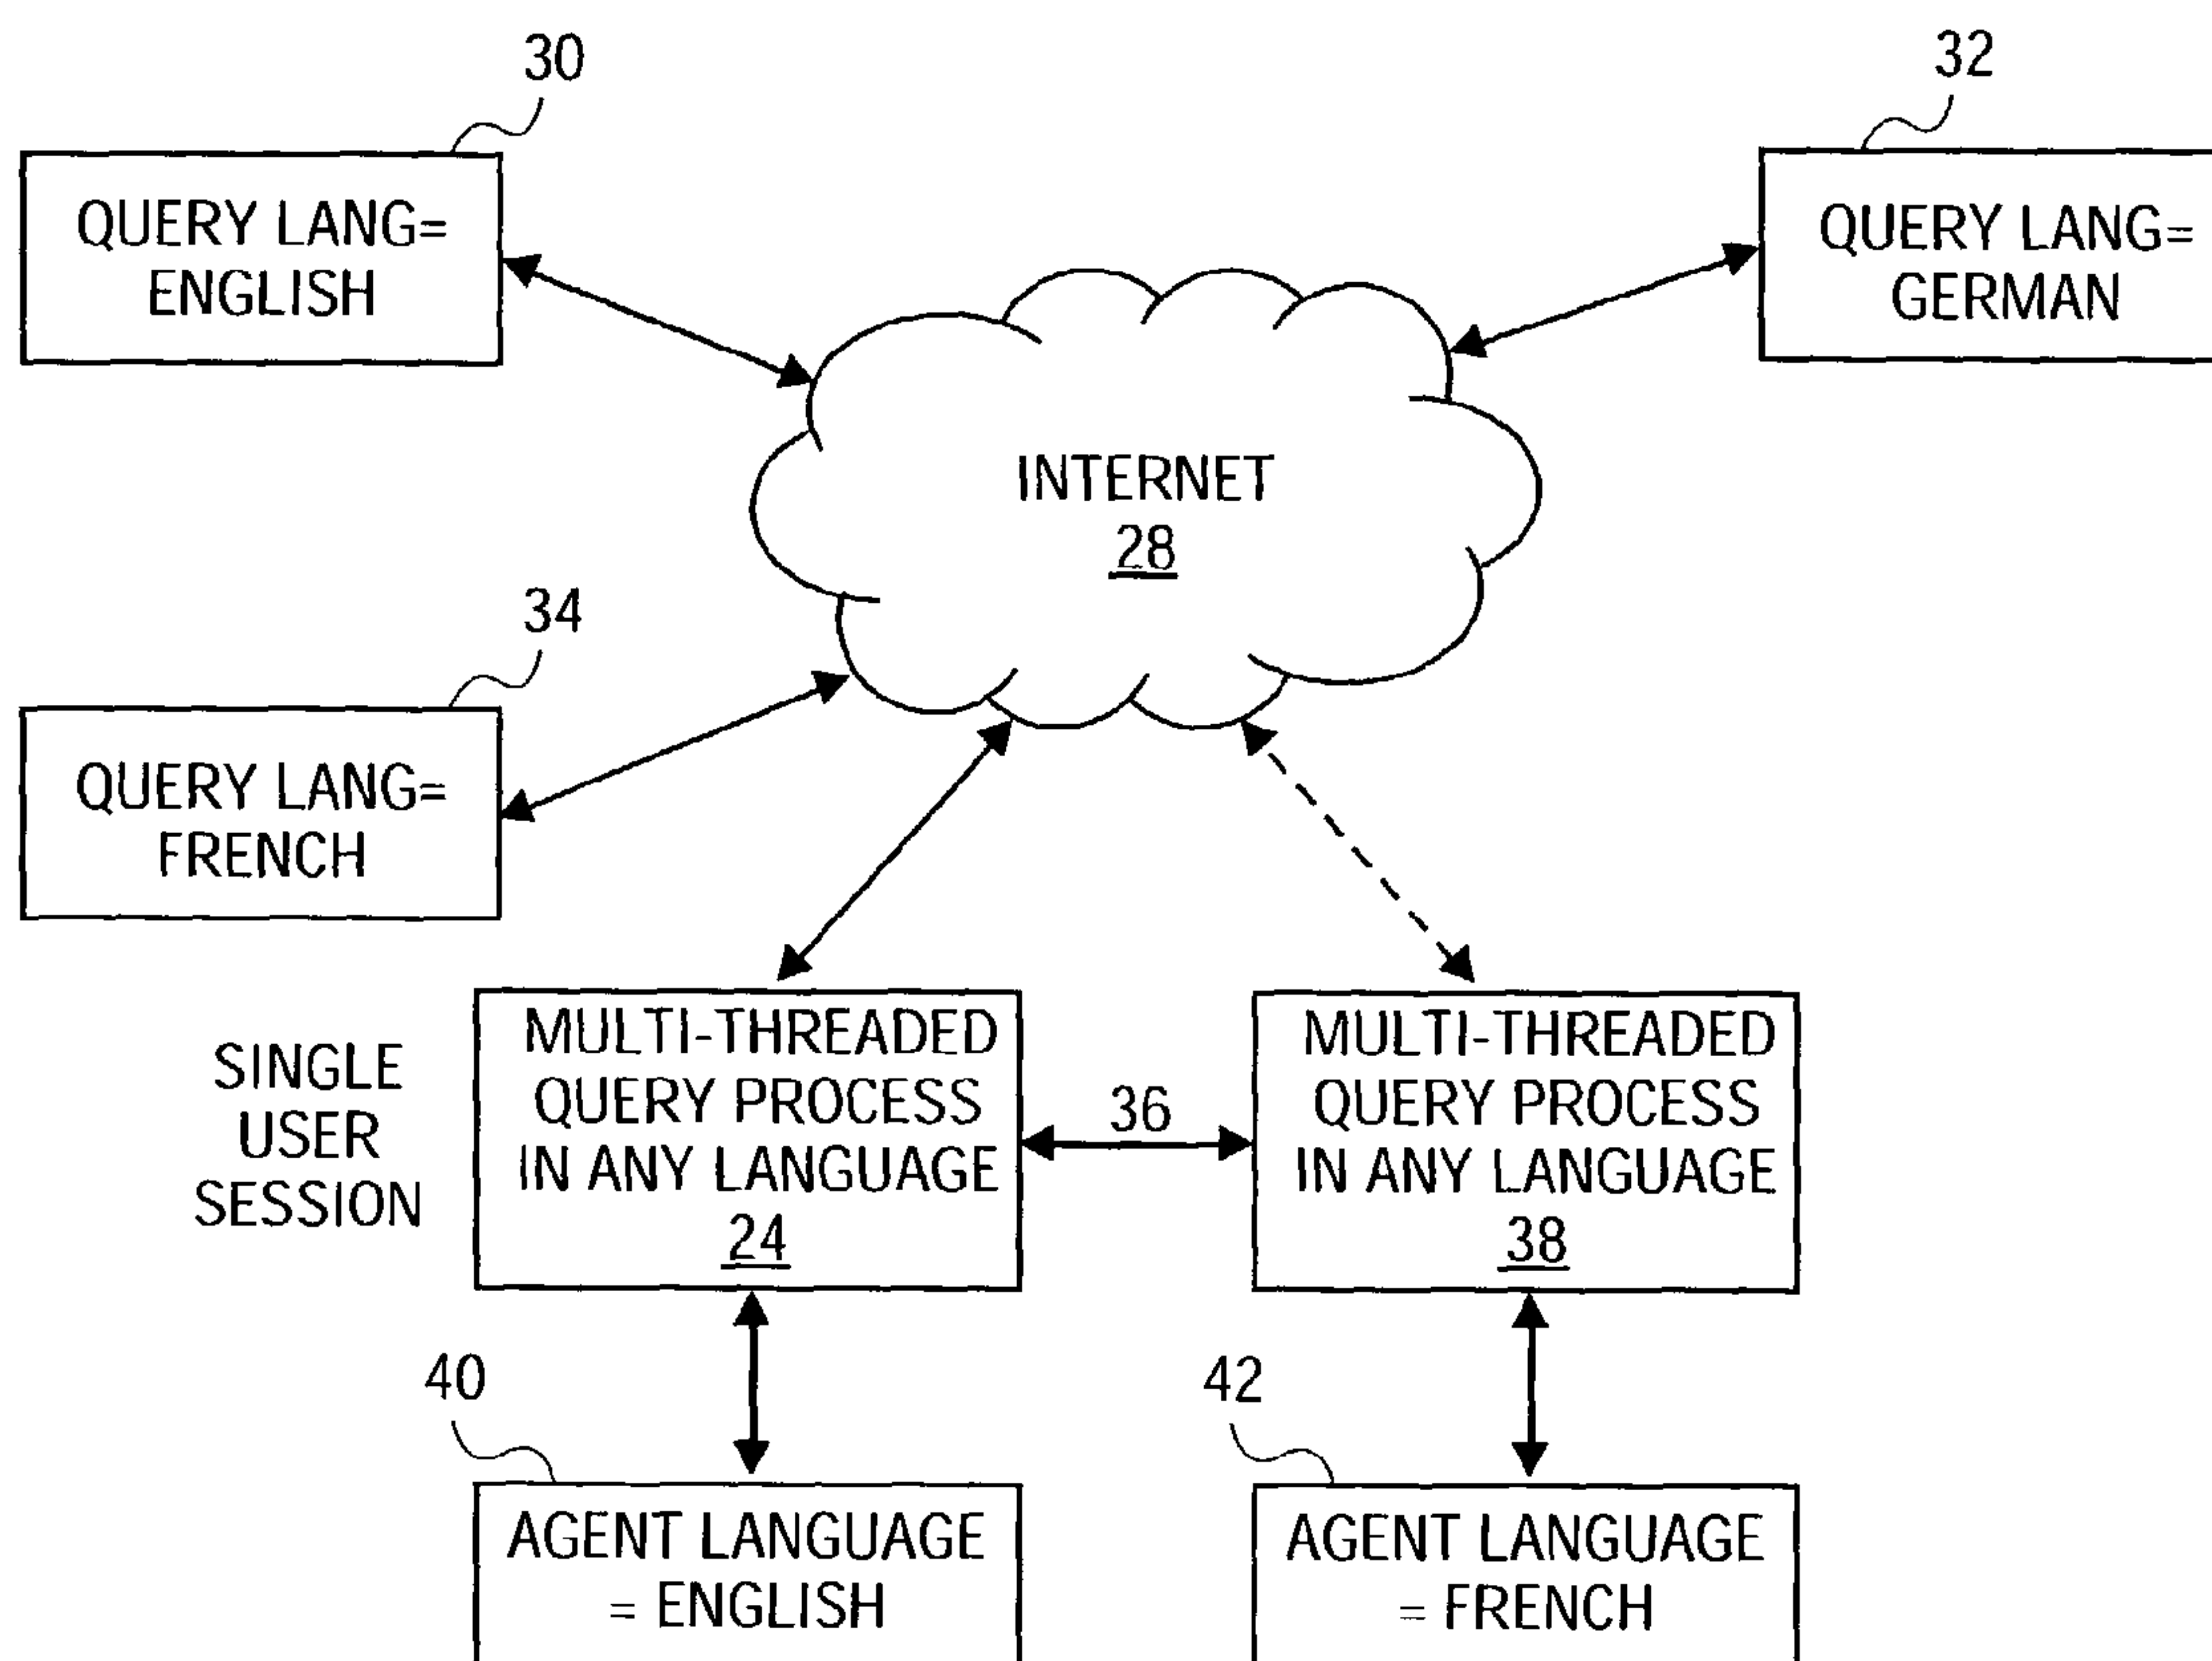 30
32
QUERY LANG=
ENGLISH
QUERY LANG=
GERMAN
INTERNET
28
34
QUERY LANG=
FRENCH
SINGLE
USER
SESSION
MULTI-THREADED
QUERY PROCESS
IN ANY LANGUAGE
24
36
MULTI-THREADED
QUERY PROCESS
IN ANY LANGUAGE
38
40
42
AGENT LANGUAGE
= ENGLISH
AGENT LANGUAGE
= FRENCH